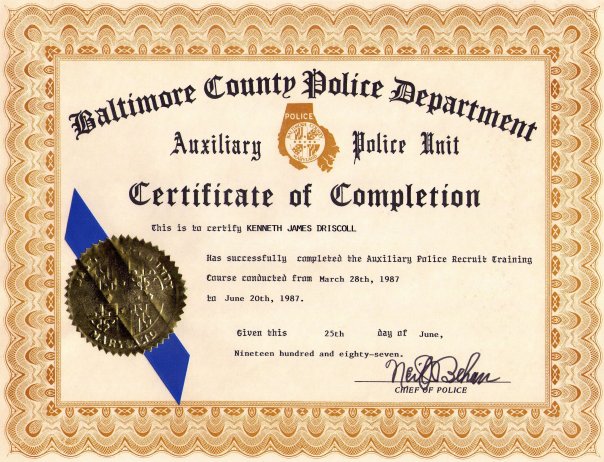 Baltimore County Police Department
POLICE
Auxiliary Police Unit
Certificate of Completion
This is to certify KENNETH JAMES DRISCOLL
Has successfully completed the Auxiliary Police Recruit Training
Course conducted from March 28th, 1987
to June 20th, 1987.
Given this 25th day of June,
Nineteen hundred and eighty-seven.
Neil J Behan
CHIEF OF POLICE